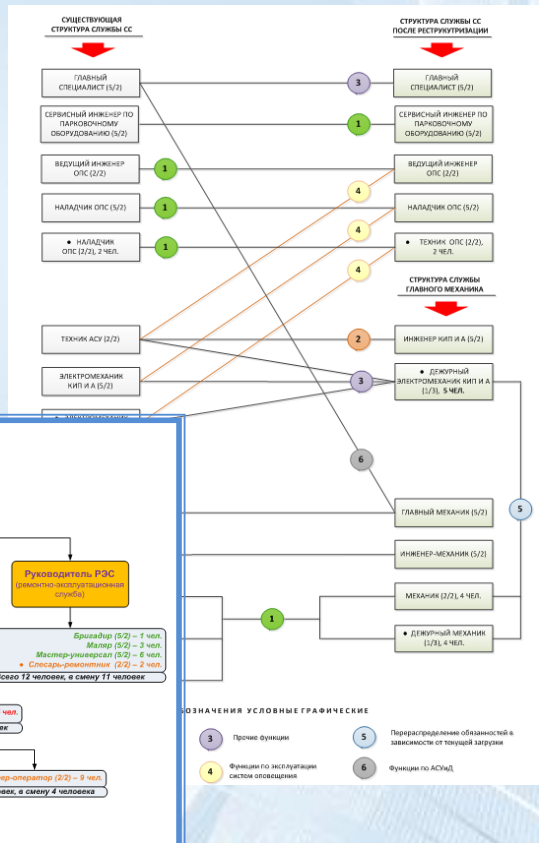 СУЩЕСТВУЮЩАЯ
СТРУКТУРА СЛУЖБЫ СС
СТРУКТУРА СЛУЖБЫ СС
ПОСЛЕ РЕСТРУКУТРИЗАЦИИ
ГЛАВНЫЙ
СПЕЦИАЛИСТ (5/2)
3
ГЛАВНЫЙ
СПЕЦИАЛИСТ (5/2)
СЕРВИСНЫЙ ИНЖЕНЕР ПО
ПАРКОВОЧНОМУ
ОБОРУДОВАНИЮ (5/2)
1
СЕРВИСНЫЙ ИНЖЕНЕР ПО
ПАРКОВОЧНОМУ
ОБОРУДОВАНИЮ (5/2)
ВЕДУЩИЙ ИНЖЕНЕР
ОПС (2/2)
1
ВЕДУЩИЙ ИНЖЕНЕР
ОПС (2/2)
4
НАЛАДЧИК ОПС (5/2)
1
НАЛАДЧИК ОПС (5/2)
4
● НАЛАДЧИК
ОПС (2/2), 2 ЧЕЛ.
1
● ТЕХНИК ОПС (2/2),
2 ЧЕЛ.
4
СТРУКТУРА СЛУЖБЫ
ГЛАВНОГО МЕХАНИКА
ТЕХНИК АСУ (2/2)
2
ИНЖЕНЕР КИП И А (5/2)
ЭЛЕКТРОМЕХАНИК
КИП И А (5/2)
3
● ДЕЖУРНЫЙ
ЭЛЕКТРОМЕХАНИК КИП И А
(1/3), 5 ЧЕЛ.
6
ГЛАВНЫЙ МЕХАНИК (5/2)
5
ИНЖЕНЕР-МЕХАНИК (5/2)
Руководитель РЭС
(ремонтно-эксплуатационная
служба)
МЕХАНИК (2/2), 4 ЧЕЛ.
1
● ДЕЖУРНЫЙ МЕХАНИК
(1/3), 4 ЧЕЛ.
Бригадир (5/2) – 1 чел.
Маляр (5/2) – 3 чел.
Мастер-универсал (5/2) – 6 чел.
● Слесарь-ремонтник (2/2) – 2 чел.
Всего 12 человек, в смену 11 человек
чел.
ек
ер-оператор (2/2) – 9 чел.
овек, в смену 4 человека
БОЗНАЧЕНИЯ УСЛОВНЫЕ ГРАФИЧЕСКИЕ
3
Прочие функции
5
Перераспределение обязанностей в
зависимости от текущей загрузки
4
Функции по эксплуатации
систем оповещения
6
Функции по АСУиД